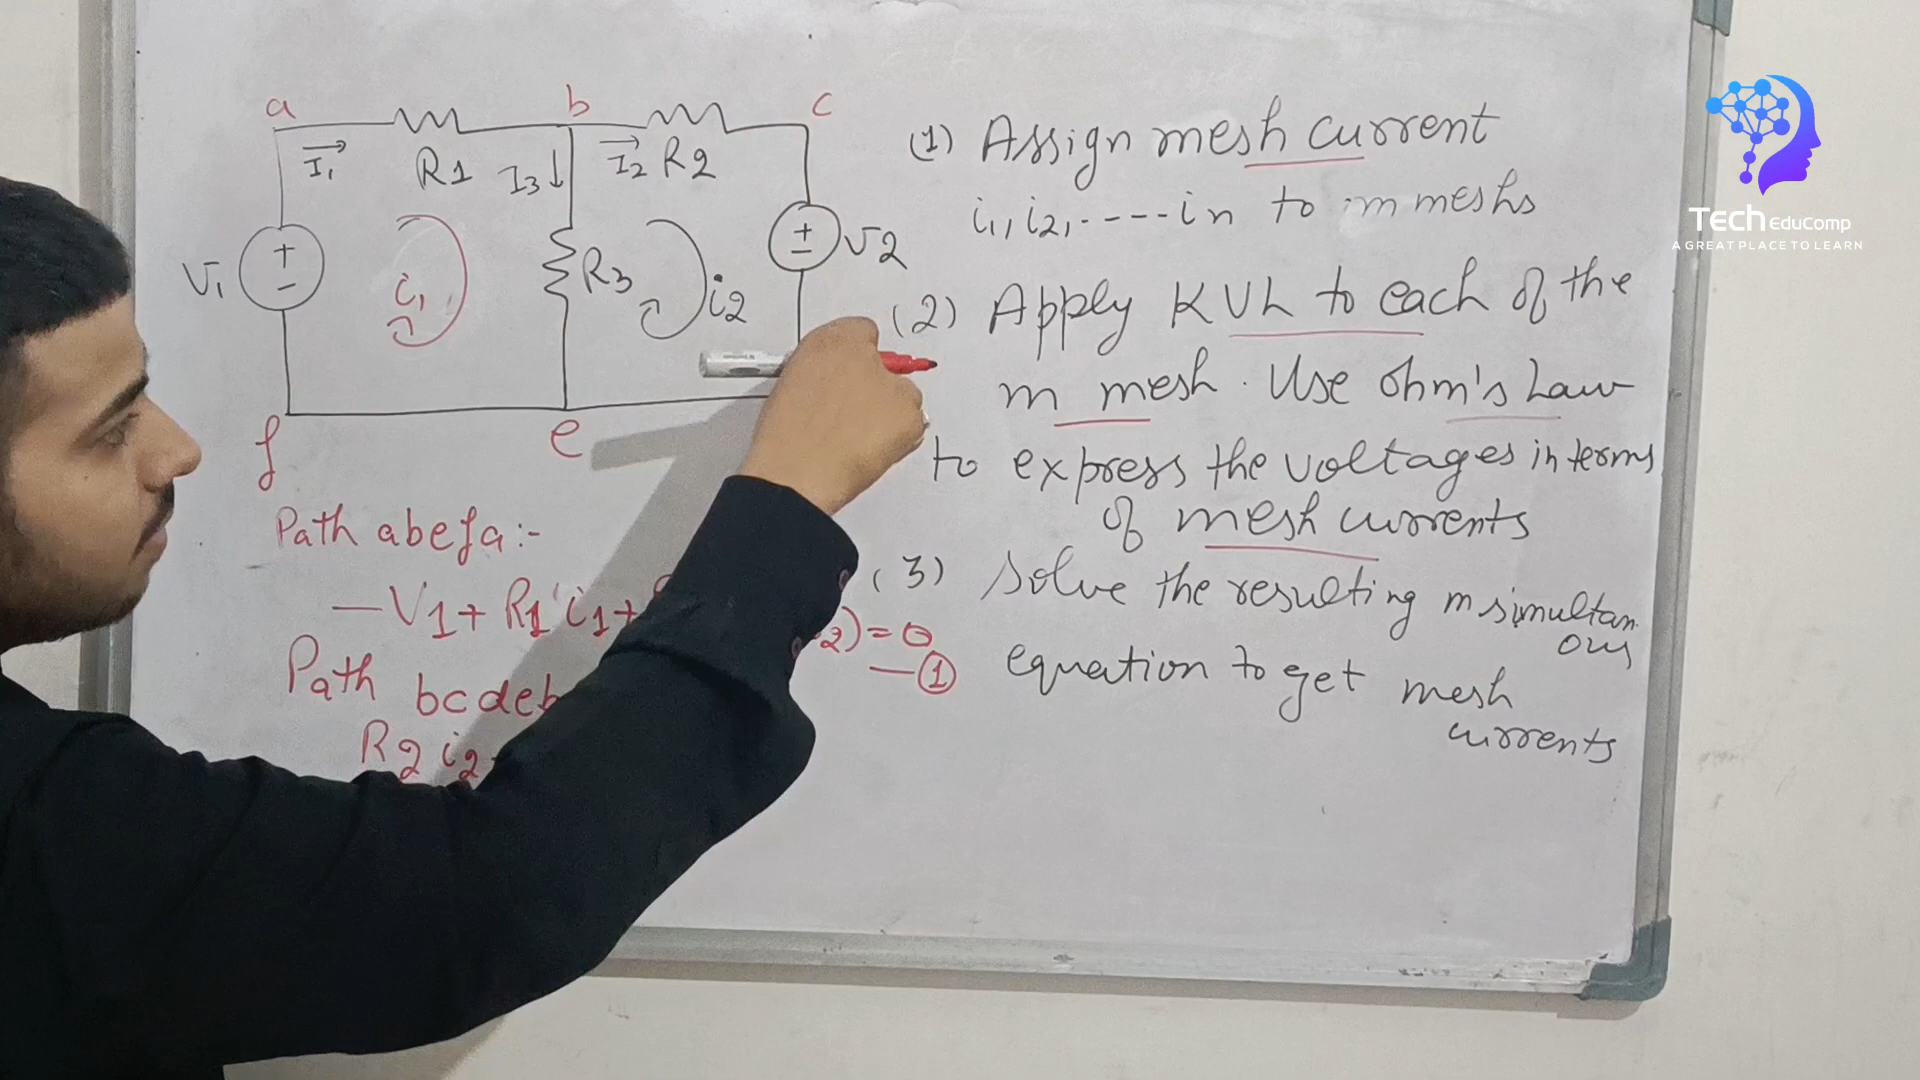 a b c
I1 R1 I3 I2 R2
V1 + - i1 R3 i2 + - V2
f e
Path abefa:-
-V1 + R1 i1 +
2) = 0
-①
Path bcdeb
R2 i2
(1) Assign mesh current
i1, i2, ----in to m meshs
(2) Apply KVL to each of the
m mesh. Use ohm's Law
to express the voltages in terms
of mesh currents
(3) Solve the resulting m simultan
ous
equation to get mesh
currents
TECH EDUCOMP
A GREAT PLACE TO LEARN